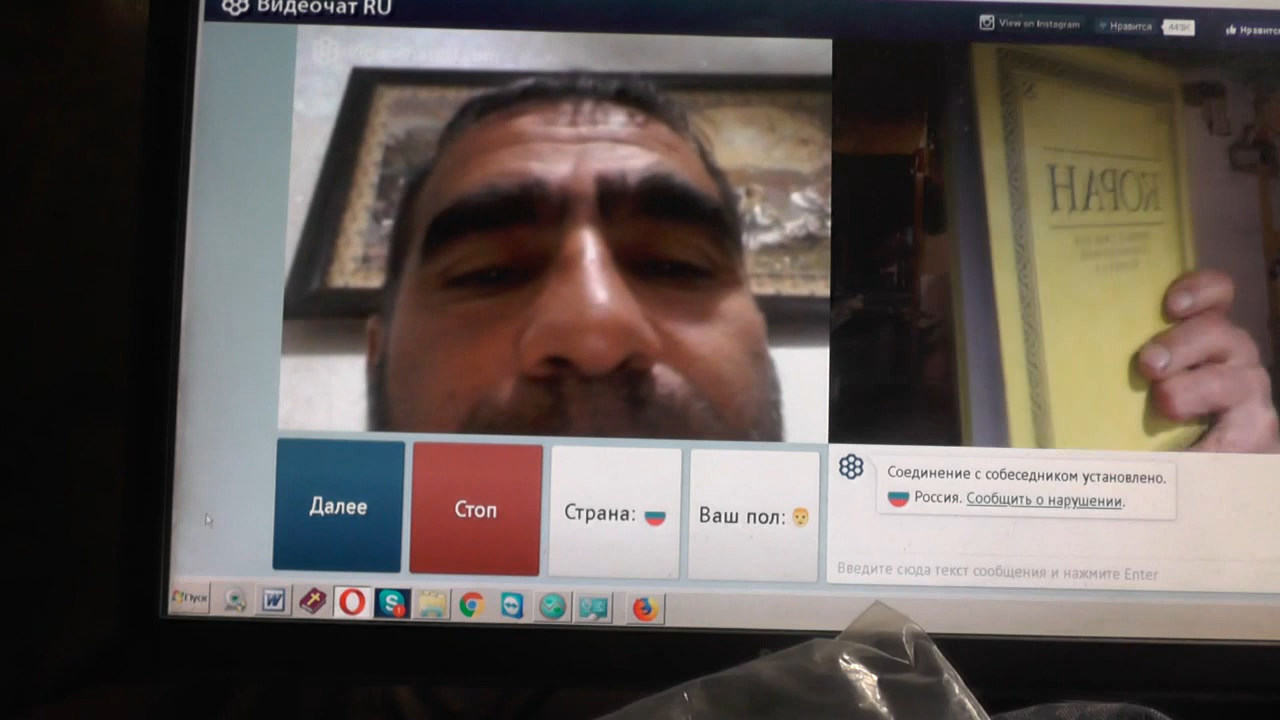 Видеочат RU
View on Instagram
Нравится
449K
Нравится
КОРАН
Далее
Стоп
Страна:
Ваш пол:
Соединение с собеседником установлено.
Россия. Сообщить о нарушении.
Введите сюда текст сообщения и нажмите Enter
Пуск